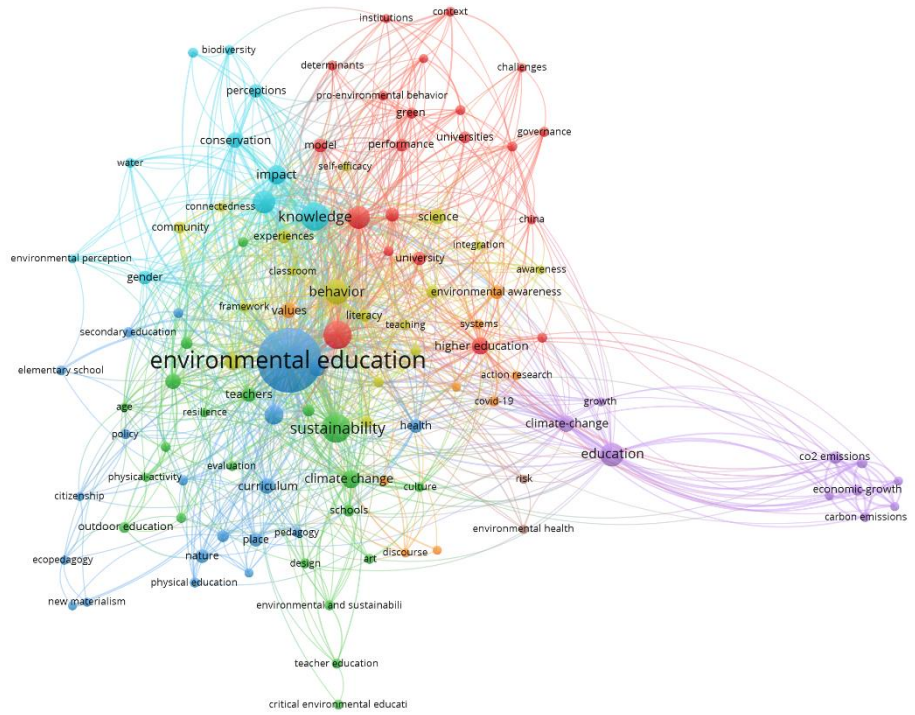 context
institutions
biodiversity
determinants
challenges
perceptions
pro-environmental behavior
green
governance
conservation
universities
model
performance
water
self-efficacy
impact
connectedness
knowledge
science
china
community
experiences
integration
university
environmental perception
classroom
awareness
gender
behavior
environmental awareness
framework
values
literacy
teaching
systems
secondary education
higher education
environmental education
elementary school
action research
teachers
covid-19
growth
age
resilience
climate-change
sustainability
health
policy
education
co2 emissions
evaluation
physical-activity
climate change
risk
curriculum
culture
economic-growth
citizenship
schools
carbon emissions
outdoor education
environmental health
place
pedagogy
discourse
nature
ecopedagogy
design
art
physical education
new materialism
environmental and sustainabili
teacher education
critical environmental educati